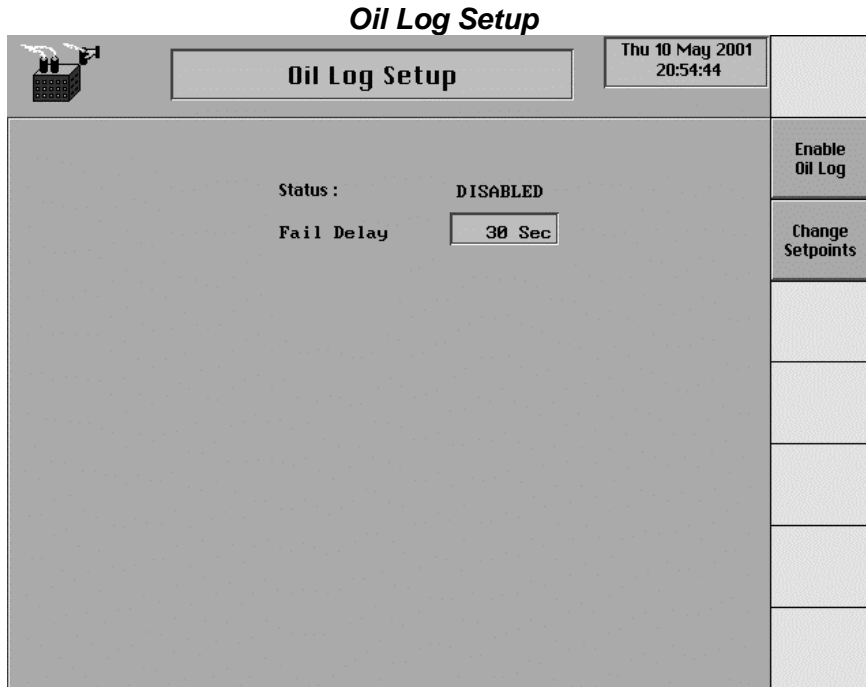 Oil Log Setup
Oil Log Setup
Thu 10 May 2001
20:54:44
Enable
Oil Log
Status : DISABLED
Fail Delay 30 Sec
Change
Setpoints